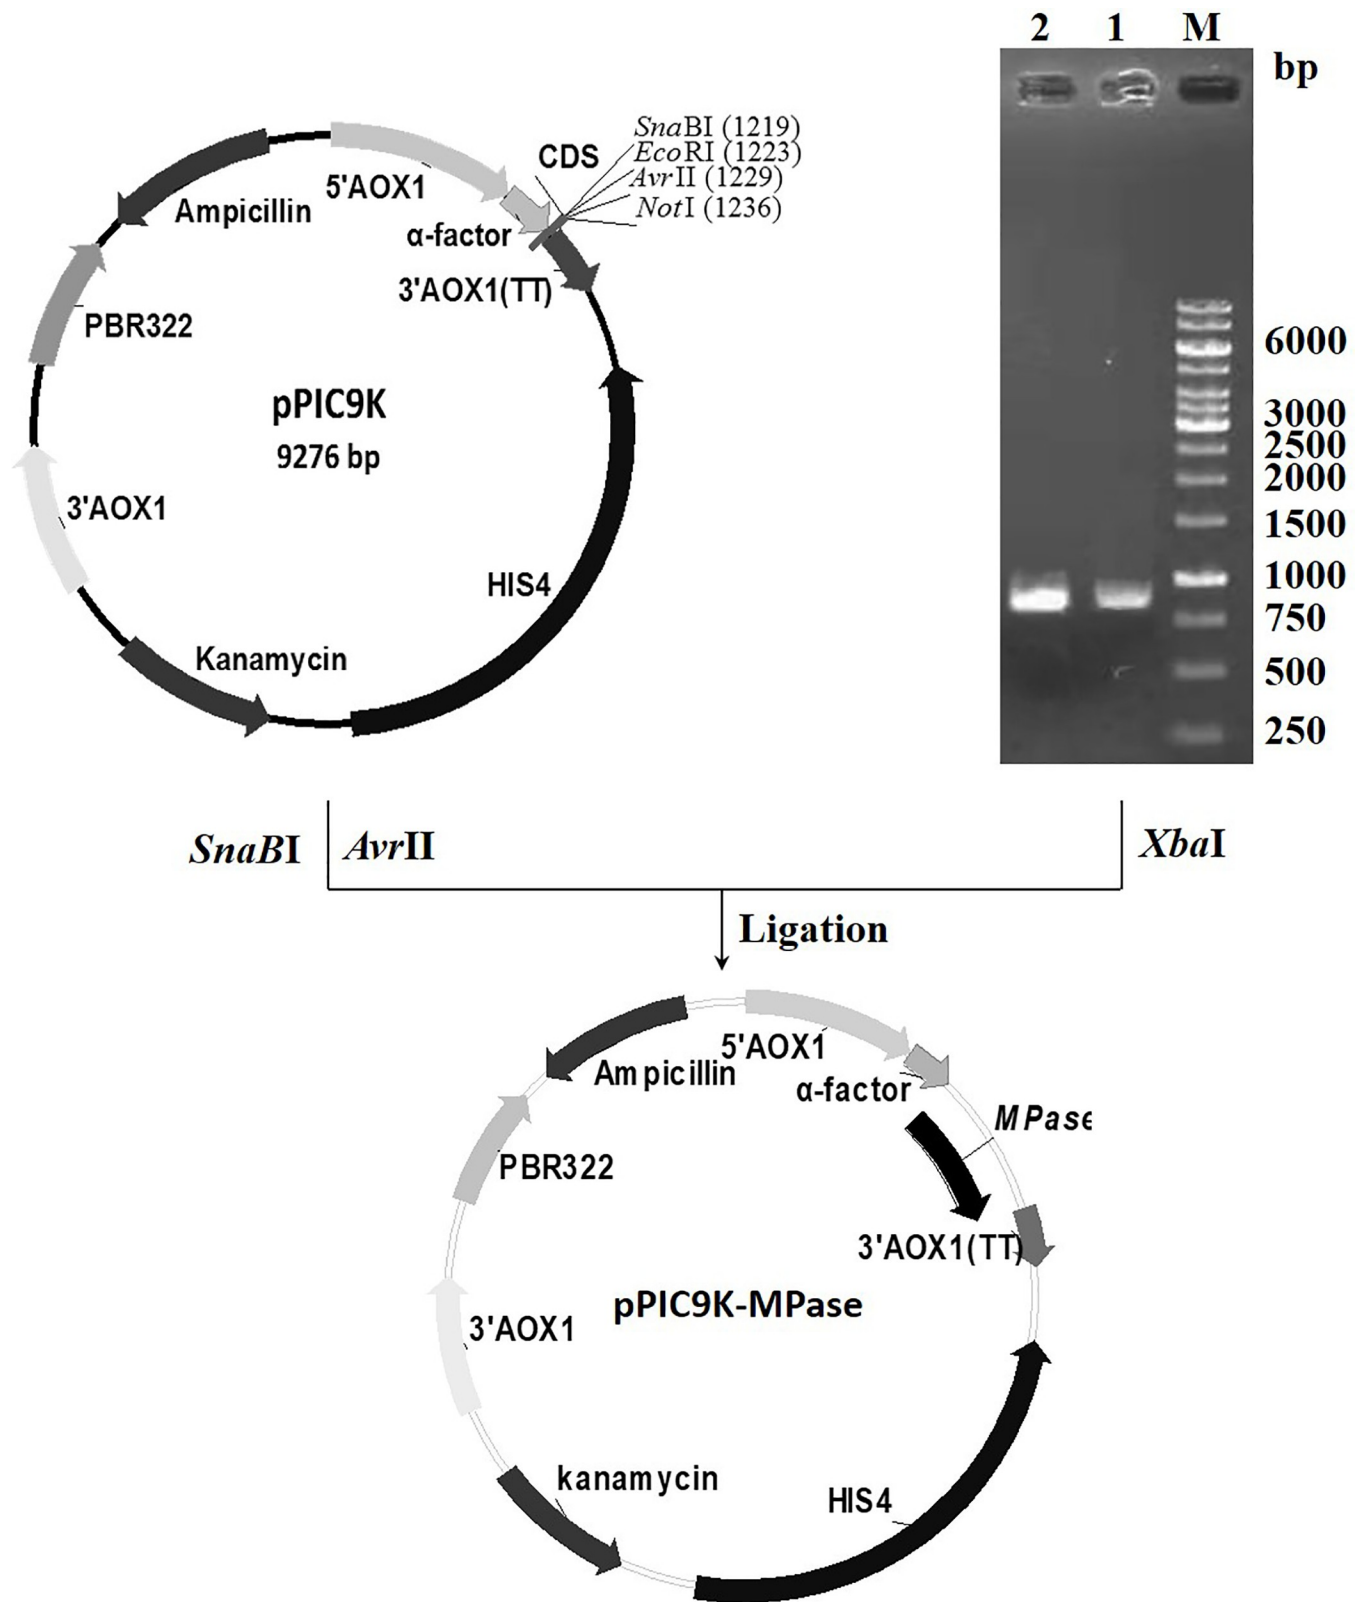 2 1 M
bp
SnaBI (1219)
EcoRI (1223)
AvrII (1229)
NotI (1236)
CDS
5'AOX1
Ampicillin
α-factor
3'AOX1(TT)
PBR322
pPIC9K
9276 bp
3'AOX1
HIS4
Kanamycin
6000
3000
2500
2000
1500
1000
750
500
250
SnaBI AvrII XbaI
Ligation
5'AOX1
Ampicillin
α-factor
MPase
PBR322
3'AOX1(TT)
pPIC9K-MPase
3'AOX1
kanamycin
HIS4